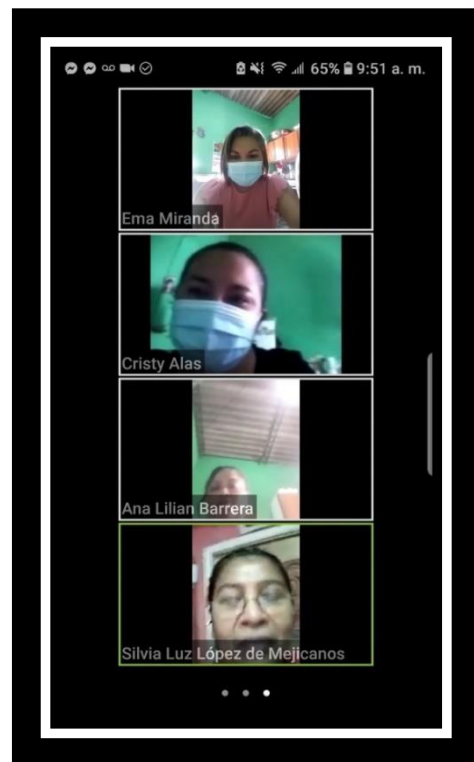 65% 9:51 a. m.
Ema Miranda
Cristy Alas
Ana Lilian Barrera
Silvia Luz López de Mejicanos